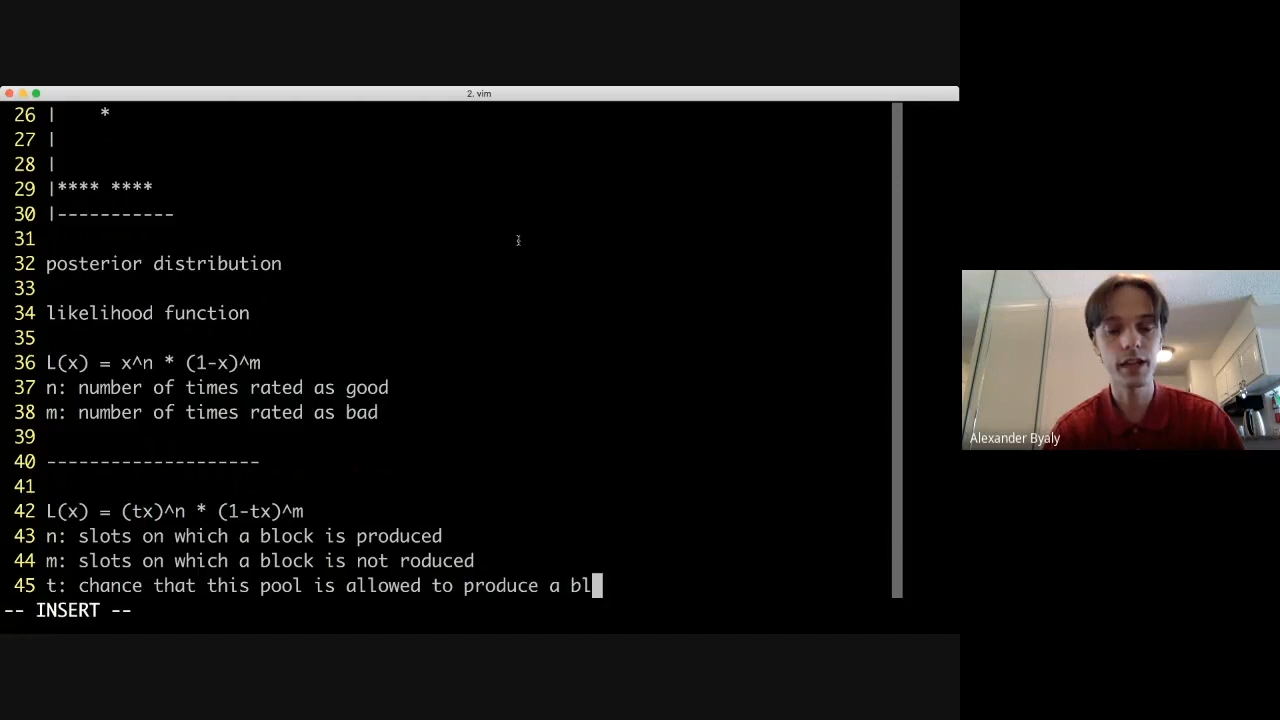 2. vim
26 |    *
27 |
28 |
29 |**** ****
30 |-----------
31
32 posterior distribution
33
34 likelihood function
35
36 L(x) = x^n * (1-x)^m
37 n: number of times rated as good
38 m: number of times rated as bad
39
40 --------------------
41
42 L(x) = (tx)^n * (1-tx)^m
43 n: slots on which a block is produced
44 m: slots on which a block is not roduced
45 t: chance that this pool is allowed to produce a bl
-- INSERT --
Alexander Byaly